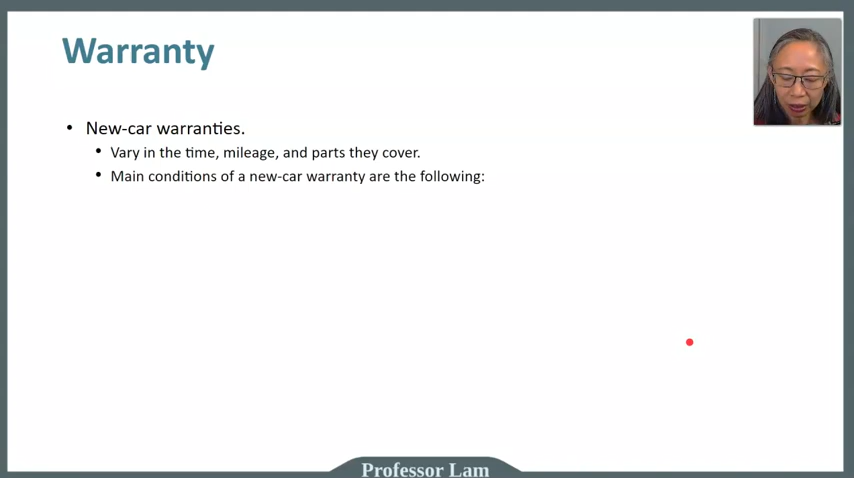 Warranty
• New-car warranties.
• Vary in the time, mileage, and parts they cover.
• Main conditions of a new-car warranty are the following:
Professor Lam